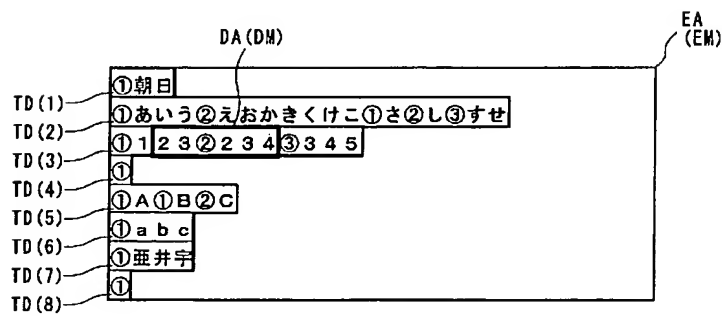 DA(DM)
EA
(EM)
TD(1) ①朝日
TD(2) ①あいう②えおかきくけこ①さ②し③すせ
TD(3) ①123②234③345
TD(4) ①
TD(5) ①A①B②C
TD(6) ①abc
TD(7) ①亜井宇
TD(8) ①